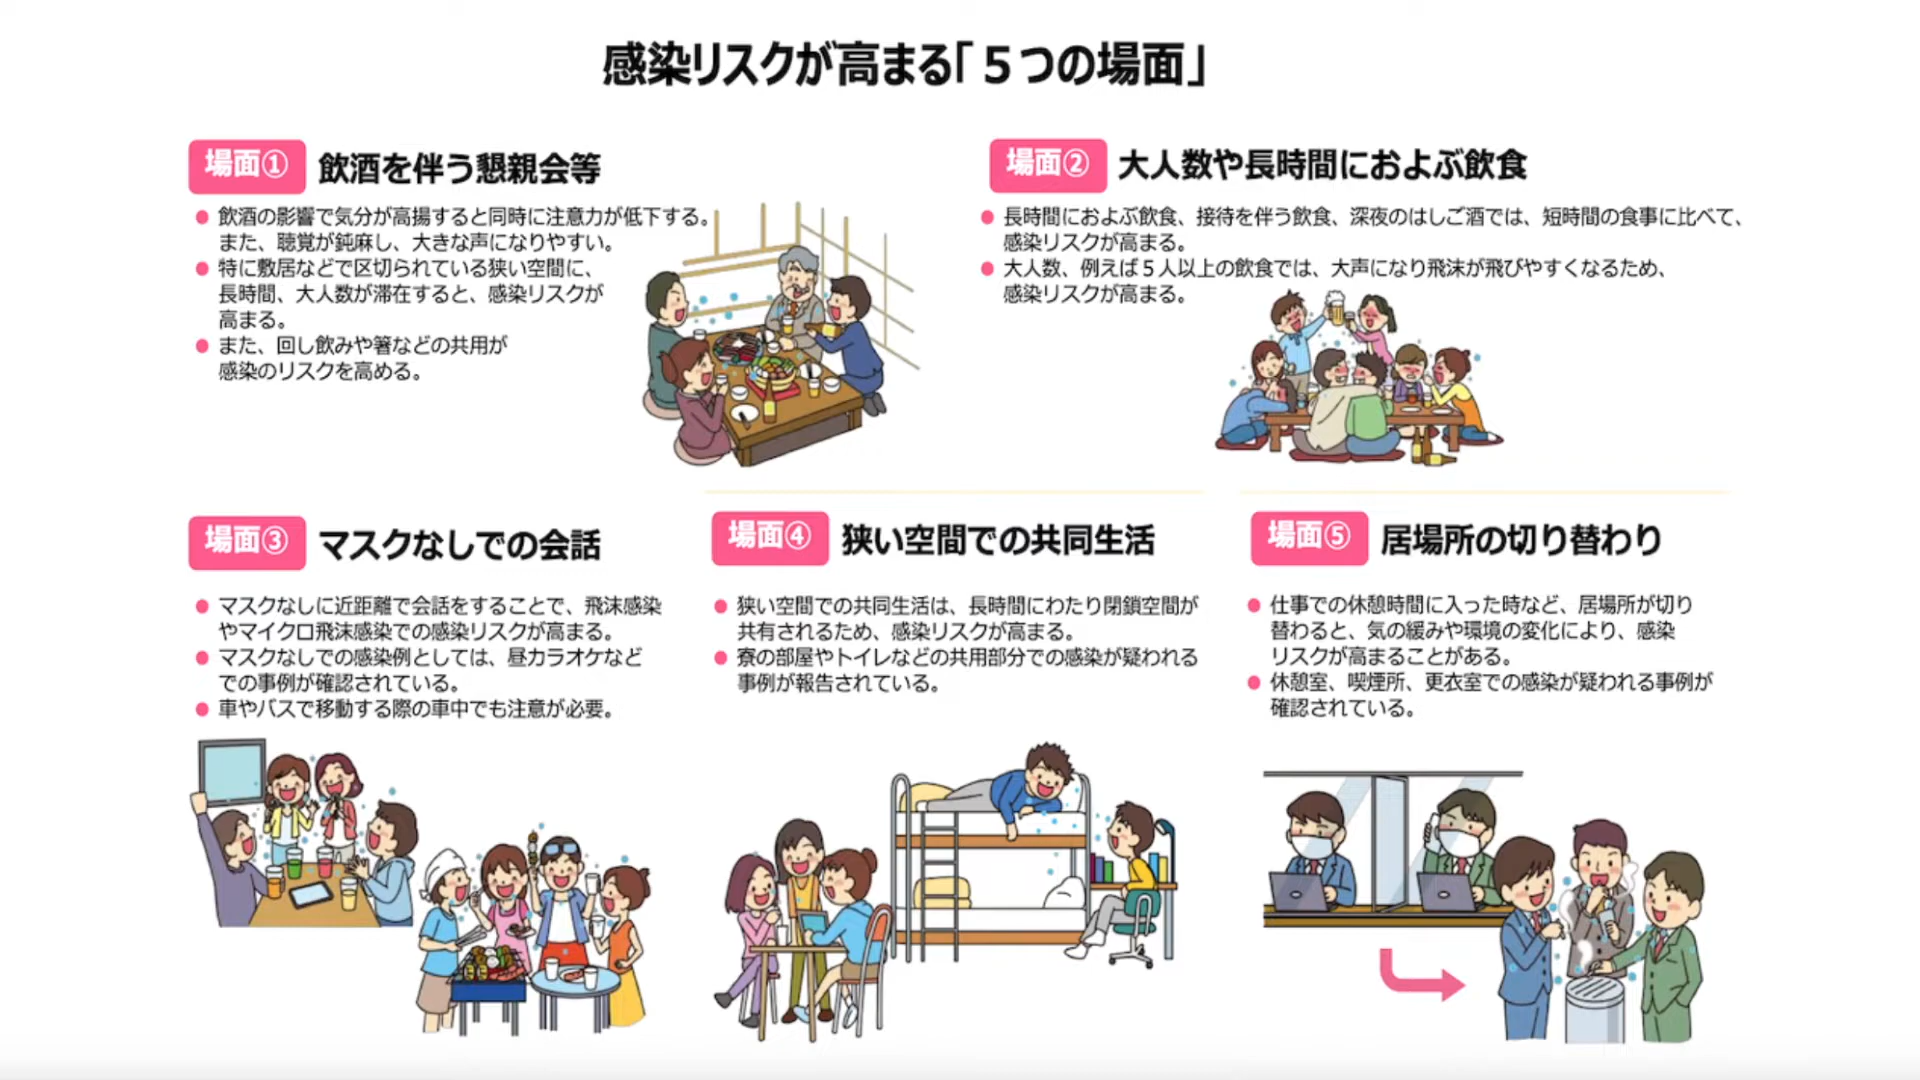 感染リスクが高まる「５つの場面」
場面① 飲酒を伴う懇親会等
● 飲酒の影響で気分が高揚すると同時に注意力が低下する。
また、聴覚が鈍麻し、大きな声になりやすい。
● 特に敷居などで区切られている狭い空間に、
長時間、大人数が滞在すると、感染リスクが
高まる。
● また、回し飲みや箸などの共用が
感染のリスクを高める。
場面② 大人数や長時間におよぶ飲食
● 長時間におよぶ飲食、接待を伴う飲食、深夜のはしご酒では、短時間の食事に比べて、
感染リスクが高まる。
● 大人数、例えば５人以上の飲食では、大声になり飛沫が飛びやすくなるため、
感染リスクが高まる。
場面③ マスクなしでの会話
● マスクなしに近距離で会話をすることで、飛沫感染
やマイクロ飛沫感染での感染リスクが高まる。
● マスクなしでの感染例としては、昼カラオケなど
での事例が確認されている。
● 車やバスで移動する際の車中でも注意が必要。
場面④ 狭い空間での共同生活
● 狭い空間での共同生活は、長時間にわたり閉鎖空間が
共有されるため、感染リスクが高まる。
● 寮の部屋やトイレなどの共用部分での感染が疑われる
事例が報告されている。
場面⑤ 居場所の切り替わり
● 仕事での休憩時間に入った時など、居場所が切り
替わると、気の緩みや環境の変化により、感染
リスクが高まることがある。
● 休憩室、喫煙所、更衣室での感染が疑われる事例が
確認されている。